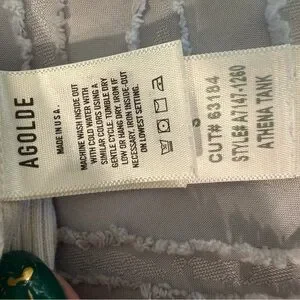 AGOLDE
MADE IN U.S.A.
MACHINE WASH INSIDE OUT
WITH COLD WATER WITH
SIMILAR COLORS USING A
GENTLE CYCLE. TUMBLE DRY
LOW OR HANG DRY. IRON IF
NECESSARY, IRON INSIDE-OUT
ON LOWEST SETTING.
S
CUT# 63184
STYLE# A7147-1260
ATHENA TANK